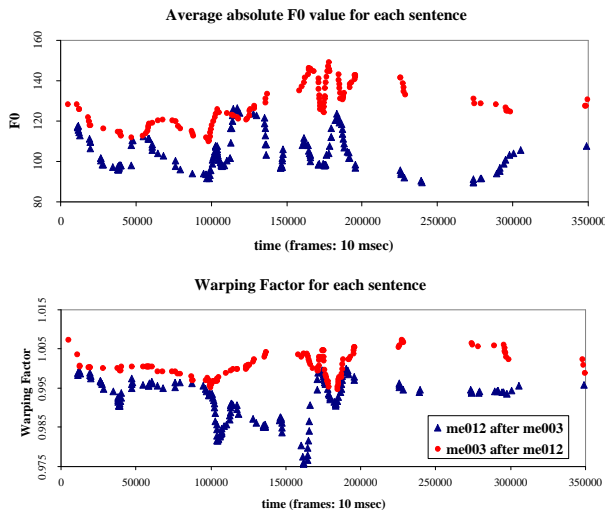 Average absolute F0 value for each sentence
160
140
120
100
80
F0
0 50000 100000 150000 200000 250000 300000 350000
time (frames: 10 msec)
Warping Factor for each sentence
1.015
1.005
0.995
0.985
0.975
Warping Factor
me012 after me003
me003 after me012
0 50000 100000 150000 200000 250000 300000 350000
time (frames: 10 msec)